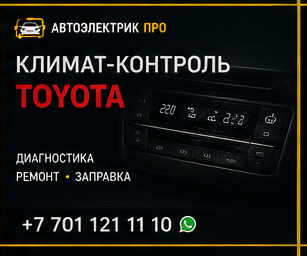 АВТОЭЛЕКТРИК ПРО
КЛИМАТ-КОНТРОЛЬ
TOYOTA
ДИАГНОСТИКА
РЕМОНТ • ЗАПРАВКА
+7 701 121 11 10